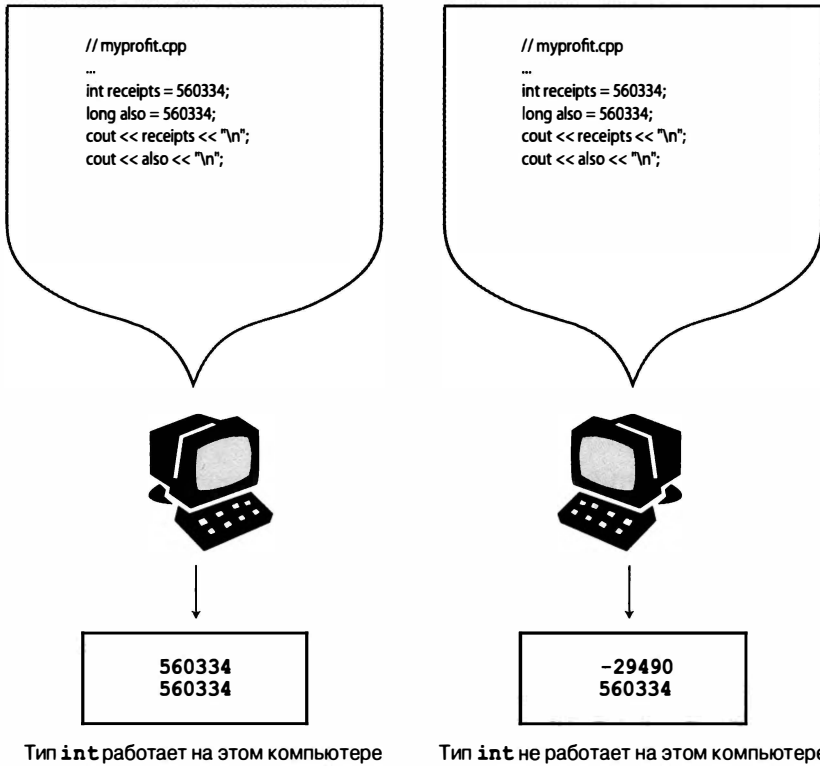 // myprofit.cpp
...
int receipts = 560334;
long also = 560334;
cout << receipts << "\n";
cout << also << "\n";
// myprofit.cpp
...
int receipts = 560334;
long also = 560334;
cout << receipts << "\n";
cout << also << "\n";
560334
560334
-29490
560334
Тип int работает на этом компьютере
Тип int не работает на этом компьютере